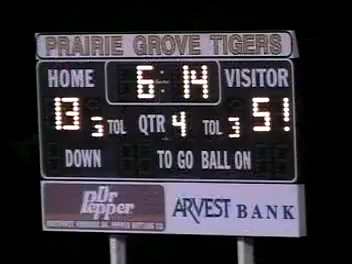 PRAIRIE GROVE TIGERS
HOME 6:14 VISITOR
13 3 TOL QTR 4 TOL 3 51
DOWN TO GO BALL ON
Dr Pepper ARVEST BANK